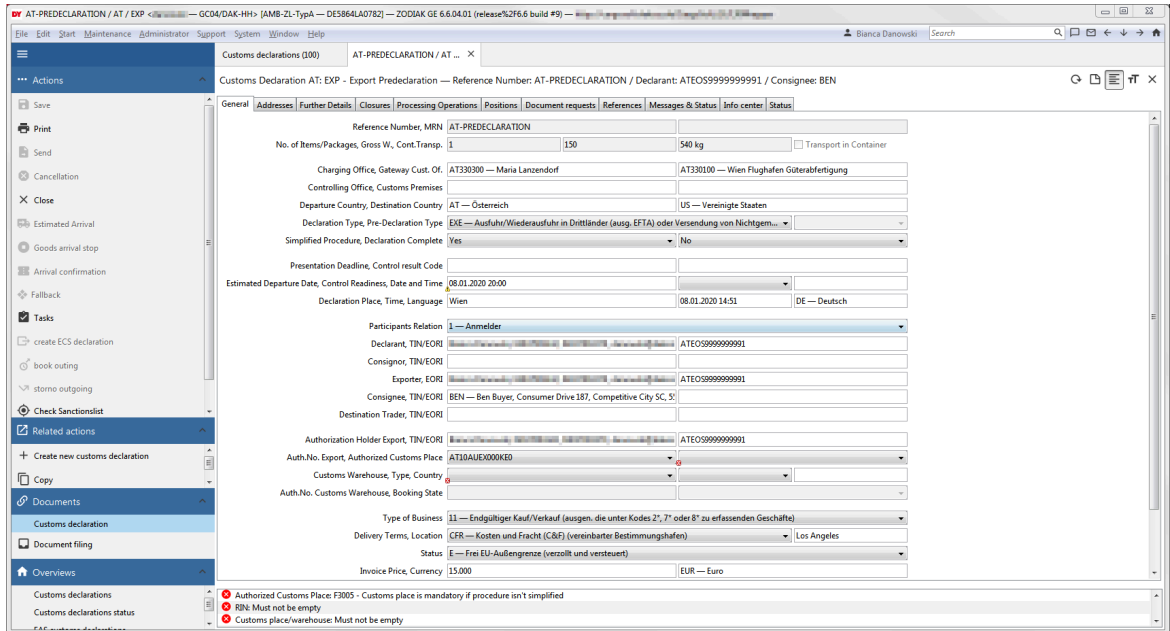 DY AT-PREDECLARATION / AT / EXP < — GC04/DAK-HH> [AMB-ZL-TypA — DE5864LA0782] — ZODIAK GE 6.6.04.01 (release%2F6.6 build #9) —
File Edit Start Maintenance Administrator Support System Window Help
Bianca Danowski
Search
Customs declarations (100)
AT-PREDECLARATION / AT ...
Actions
Save
Print
Send
Cancellation
Close
Estimated Arrival
Goods arrival stop
Arrival confirmation
Fallback
Tasks
create ECS declaration
book outing
storno outgoing
Check Sanctionslist
Related actions
Create new customs declaration
Copy
Documents
Customs declaration
Document filing
Overviews
Customs declarations
Customs declarations status
EAS customs declarations
Customs Declaration AT: EXP - Export Predeclaration — Reference Number: AT-PREDECLARATION / Declarant: ATEOS9999999991 / Consignee: BEN
General Addresses Further Details Closures Processing Operations Positions Document requests References Messages & Status Info center Status
Reference Number, MRN AT-PREDECLARATION
No. of Items/Packages, Gross W., Cont.Transp. 1 150 540 kg Transport in Container
Charging Office, Gateway Cust. Of. AT330300 — Maria Lanzendorf AT330100 — Wien Flughafen Güterabfertigung
Controlling Office, Customs Premises
Departure Country, Destination Country AT — Österreich US — Vereinigte Staaten
Declaration Type, Pre-Declaration Type EXE — Ausfuhr/Wiederausfuhr in Drittländer (ausg. EFTA) oder Versendung von Nichtgem...
Simplified Procedure, Declaration Complete Yes No
Presentation Deadline, Control result Code
Estimated Departure Date, Control Readiness, Date and Time 08.01.2020 20:00
Declaration Place, Time, Language Wien 08.01.2020 14:51 DE — Deutsch
Participants Relation 1 — Anmelder
Declarant, TIN/EORI ATEOS9999999991
Consignor, TIN/EORI
Exporter, EORI ATEOS9999999991
Consignee, TIN/EORI BEN — Ben Buyer, Consumer Drive 187, Competitive City SC, 5
Destination Trader, TIN/EORI
Authorization Holder Export, TIN/EORI ATEOS9999999991
Auth.No. Export, Authorized Customs Place AT10AUEX000KE0
Customs Warehouse, Type, Country
Auth.No. Customs Warehouse, Booking State
Type of Business 11 — Endgültiger Kauf/Verkauf (ausgen. die unter Kodes 2*, 7* oder 8* zu erfassenden Geschäfte)
Delivery Terms, Location CFR — Kosten und Fracht (C&F) (vereinbarter Bestimmungshafen) Los Angeles
Status E — Frei EU-Außengrenze (verzollt und versteuert)
Invoice Price, Currency 15.000 EUR — Euro
Authorized Customs Place: F3005 - Customs place is mandatory if procedure isn't simplified
RIN: Must not be empty
Customs place/warehouse: Must not be empty